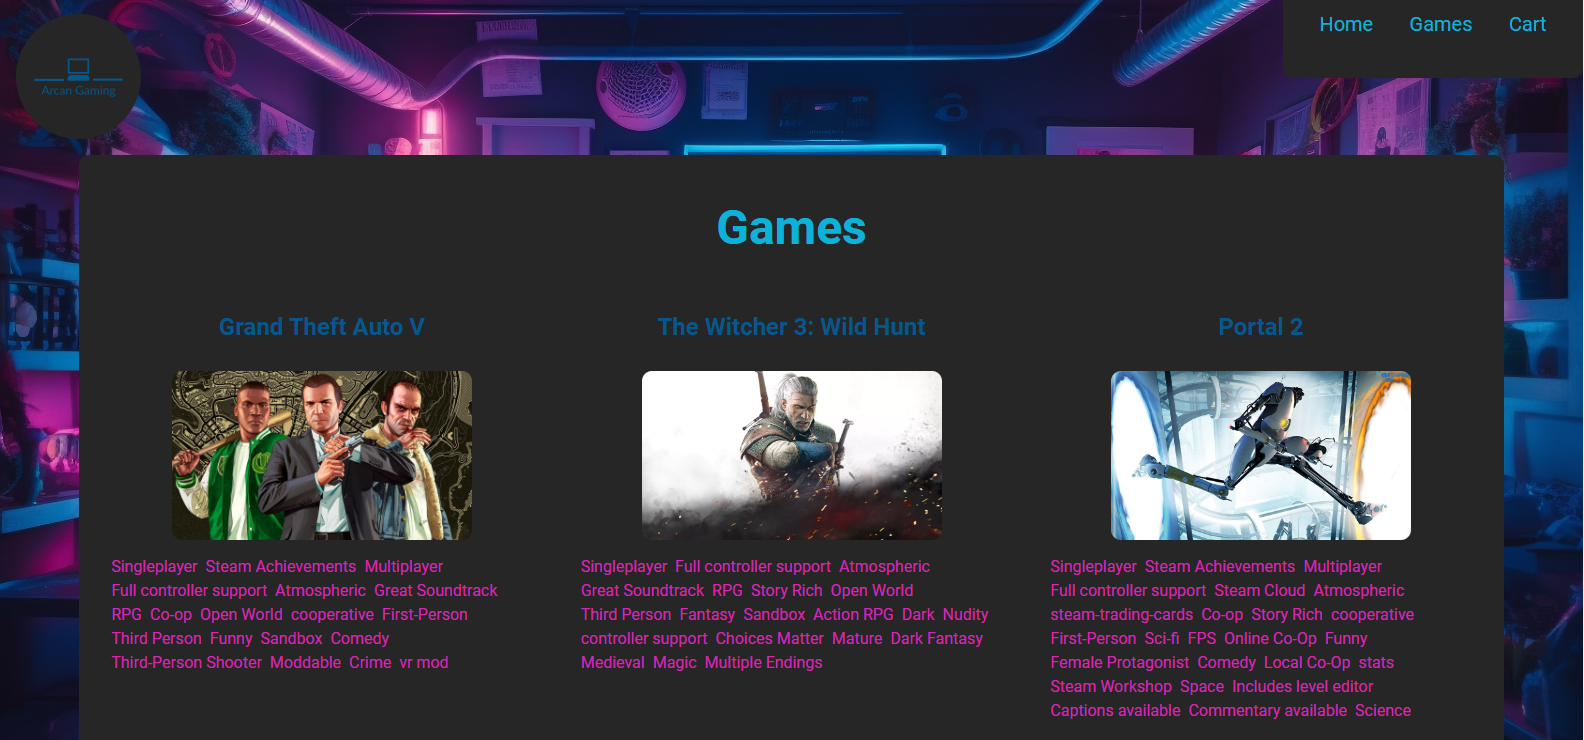 Arcan Gaming
Home Games Cart
Games
Grand Theft Auto V
Singleplayer Steam Achievements Multiplayer
Full controller support Atmospheric Great Soundtrack
RPG Co-op Open World cooperative First-Person
Third Person Funny Sandbox Comedy
Third-Person Shooter Moddable Crime vr mod
The Witcher 3: Wild Hunt
Singleplayer Full controller support Atmospheric
Great Soundtrack RPG Story Rich Open World
Third Person Fantasy Sandbox Action RPG Dark Nudity
controller support Choices Matter Mature Dark Fantasy
Medieval Magic Multiple Endings
Portal 2
Singleplayer Steam Achievements Multiplayer
Full controller support Steam Cloud Atmospheric
steam-trading-cards Co-op Story Rich cooperative
First-Person Sci-fi FPS Online Co-Op Funny
Female Protagonist Comedy Local Co-Op stats
Steam Workshop Space Includes level editor
Captions available Commentary available Science